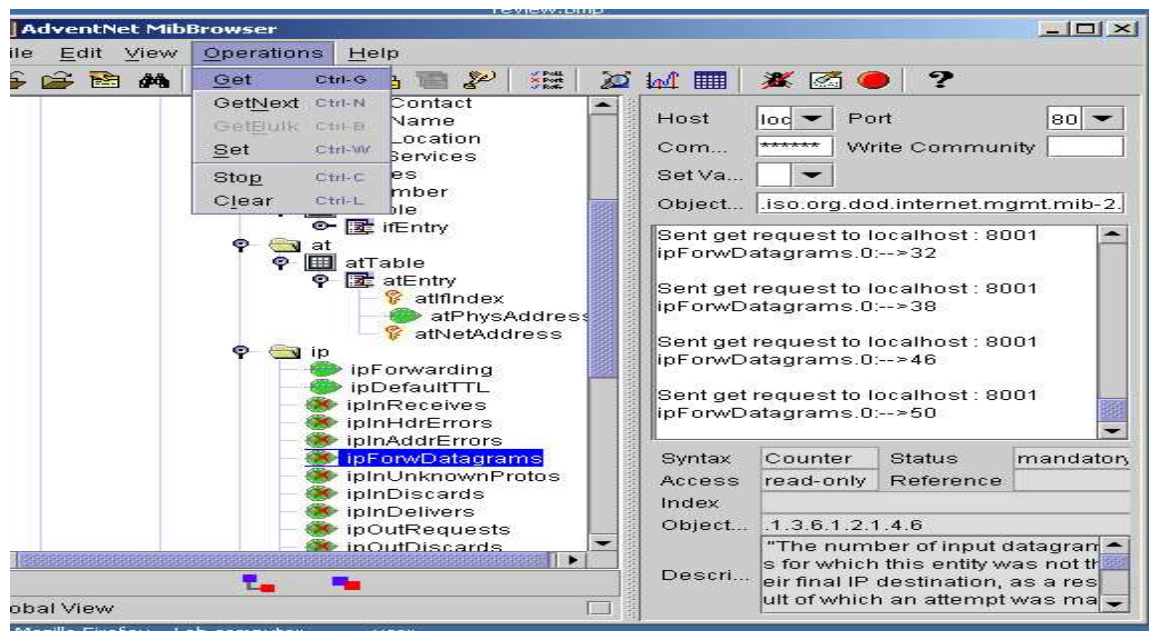 review.bmp
AdventNet MibBrowser
ile Edit View Operations Help
Get Ctrl-G
GetNext Ctrl-N
GetBulk Ctrl-B
Set Ctrl-W
Stop Ctrl-C
Clear Ctrl-L
Contact
Name
Location
Services
es
mber
ble
ifEntry
at
atTable
atEntry
atIfIndex
atPhysAddress
atNetAddress
ip
ipForwarding
ipDefaultTTL
ipInReceives
ipInHdrErrors
ipInAddrErrors
ipForwDatagrams
ipInUnknownProtos
ipInDiscards
ipInDelivers
ipOutRequests
ipOutDiscards
obal View
Host loc Port 80
Com... ****** Write Community
Set Va...
Object... .iso.org.dod.internet.mgmt.mib-2.
Sent get request to localhost : 8001
ipForwDatagrams.0:-->32
Sent get request to localhost : 8001
ipForwDatagrams.0:-->38
Sent get request to localhost : 8001
ipForwDatagrams.0:-->46
Sent get request to localhost : 8001
ipForwDatagrams.0:-->50
Syntax Counter Status mandatory
Access read-only Reference
Index
Object... .1.3.6.1.2.1.4.6
Descri... "The number of input datagram
s for which this entity was not th
eir final IP destination, as a res
ult of which an attempt was ma